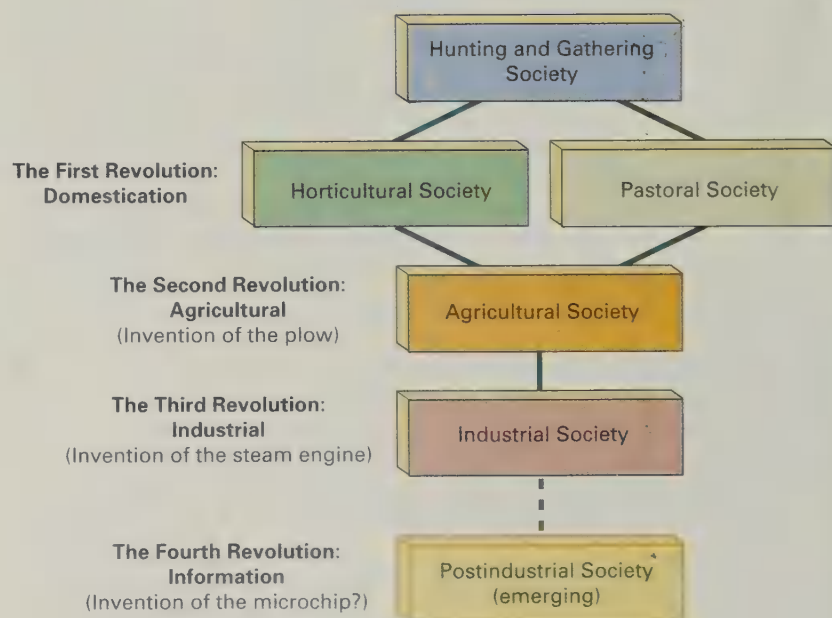 Hunting and Gathering
Society
The First Revolution:
Domestication
Horticultural Society
Pastoral Society
The Second Revolution:
Agricultural
(Invention of the plow)
Agricultural Society
The Third Revolution:
Industrial
(Invention of the steam engine)
Industrial Society
The Fourth Revolution:
Information
(Invention of the microchip?)
Postindustrial Society
(emerging)